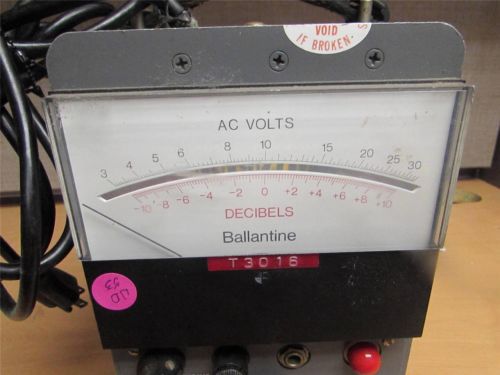 VOID
IF BROKEN
AC VOLTS
3 4 5 6 8 10 15 20 25 30
-10 -8 -6 -4 -2 0 +2 +4 +6 +8 +10
DECIBELS
Ballantine
T3016